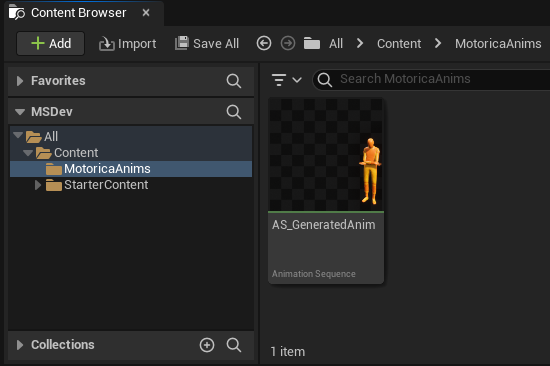 Content Browser
Add
Import
Save All
All
Content
MotoricaAnims
Favorites
Search MotoricaAnims
MSDev
All
Content
MotoricaAnims
StarterContent
AS_GeneratedAnim
Animation Sequence
Collections
1 item